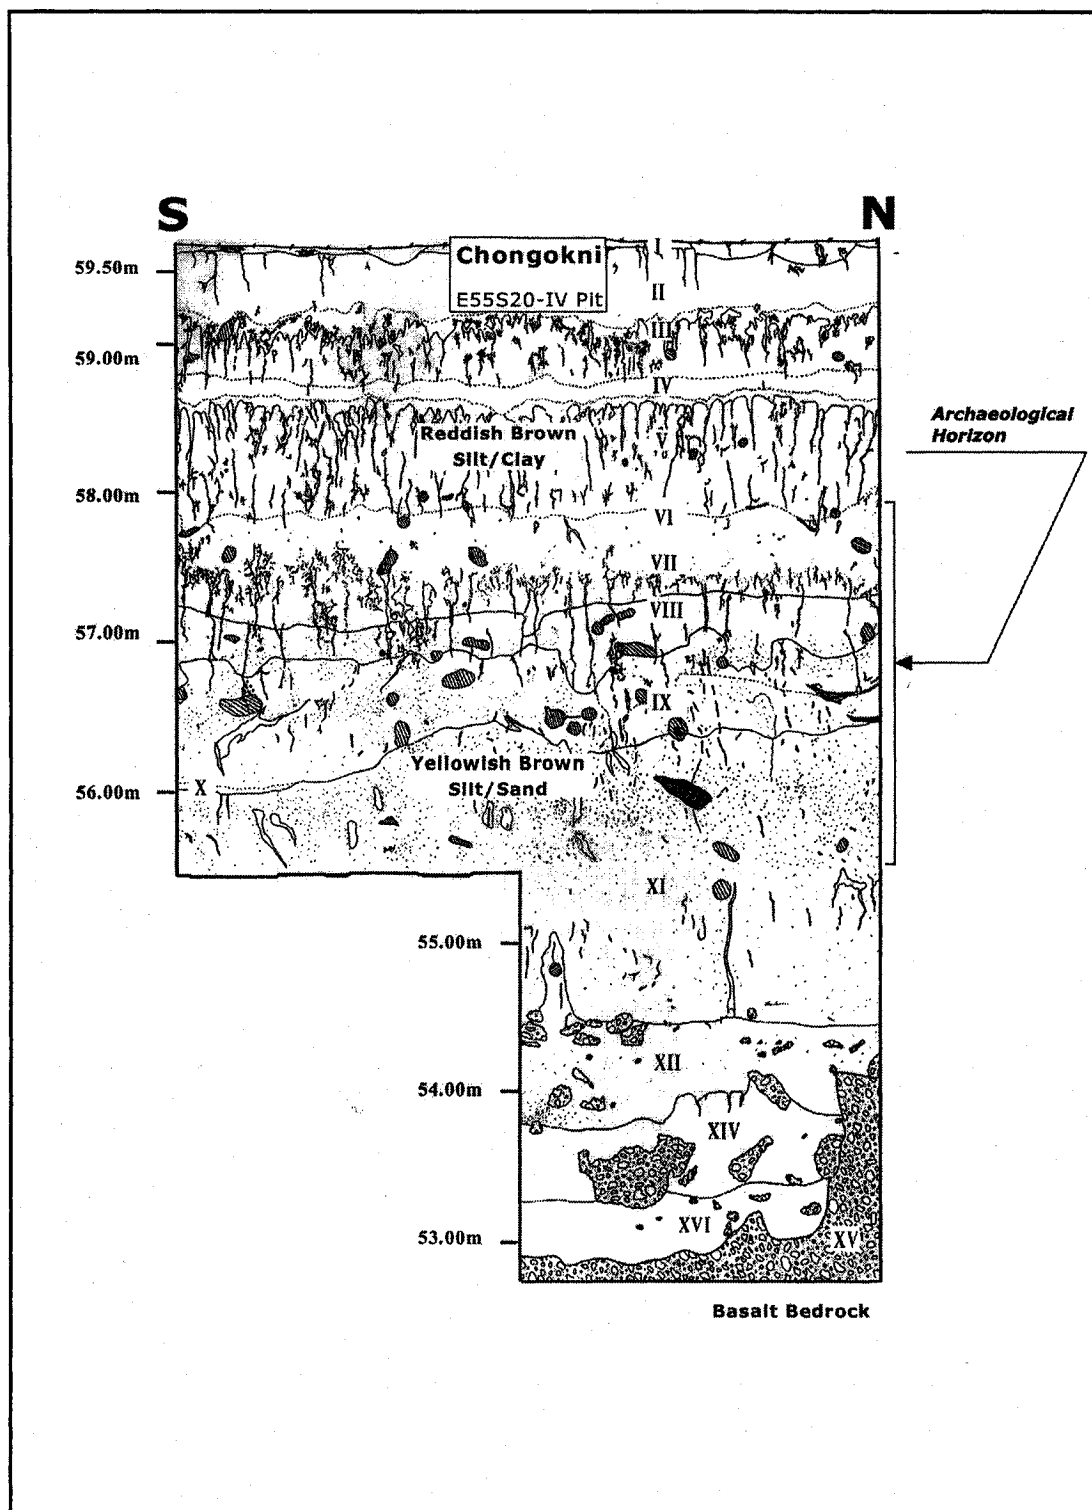 S
N
Chongokni
E55S20-IV Pit
59.50m
I
II
III
59.00m
IV
Reddish Brown
Silt/Clay
V
Archaeological
Horizon
58.00m
VI
VII
VIII
57.00m
IX
Yellowish Brown
Silt/Sand
X
56.00m
XI
55.00m
XII
54.00m
XIV
XVI
XV
53.00m
Basalt Bedrock